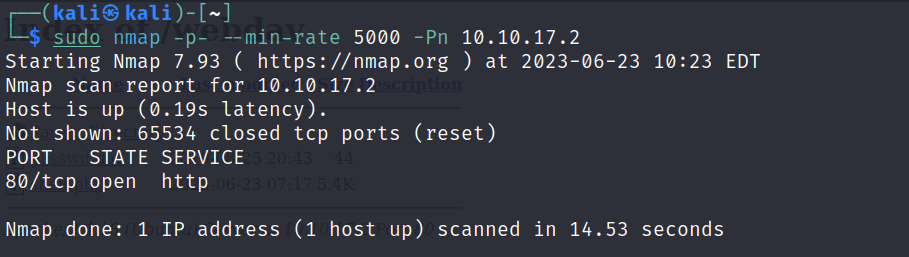 ┌──(kali㉿kali)-[~]
└─$ sudo nmap -p- --min-rate 5000 -Pn 10.10.17.2
Starting Nmap 7.93 ( https://nmap.org ) at 2023-06-23 10:23 EDT
Nmap scan report for 10.10.17.2
Host is up (0.19s latency).
Not shown: 65534 closed tcp ports (reset)
PORT   STATE SERVICE
80/tcp open  http
Nmap done: 1 IP address (1 host up) scanned in 14.53 seconds